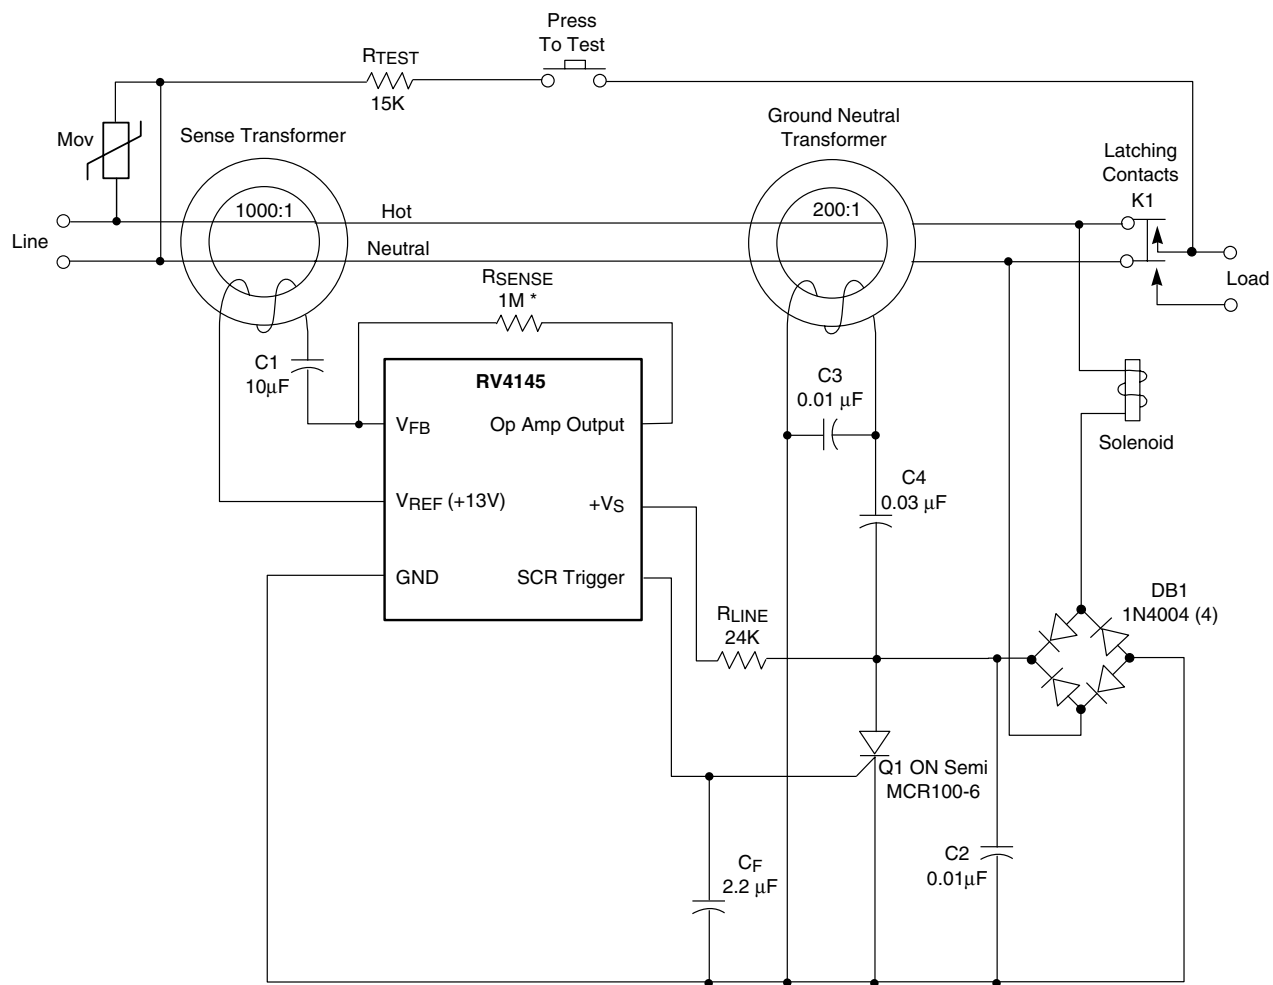 Press
To Test
RTEST
15K
Mov
Sense Transformer
Ground Neutral
Transformer
Latching
Contacts
K1
1000:1
Hot
200:1
Line
Neutral
Load
RSENSE
1M *
C1
10μF
RV4145
VFB
Op Amp Output
C3
0.01 μF
Solenoid
VREF (+13V)
+VS
C4
0.03 μF
GND
SCR Trigger
RLINE
24K
DB1
1N4004 (4)
Q1 ON Semi
MCR100-6
CF
2.2 μF
C2
0.01μF